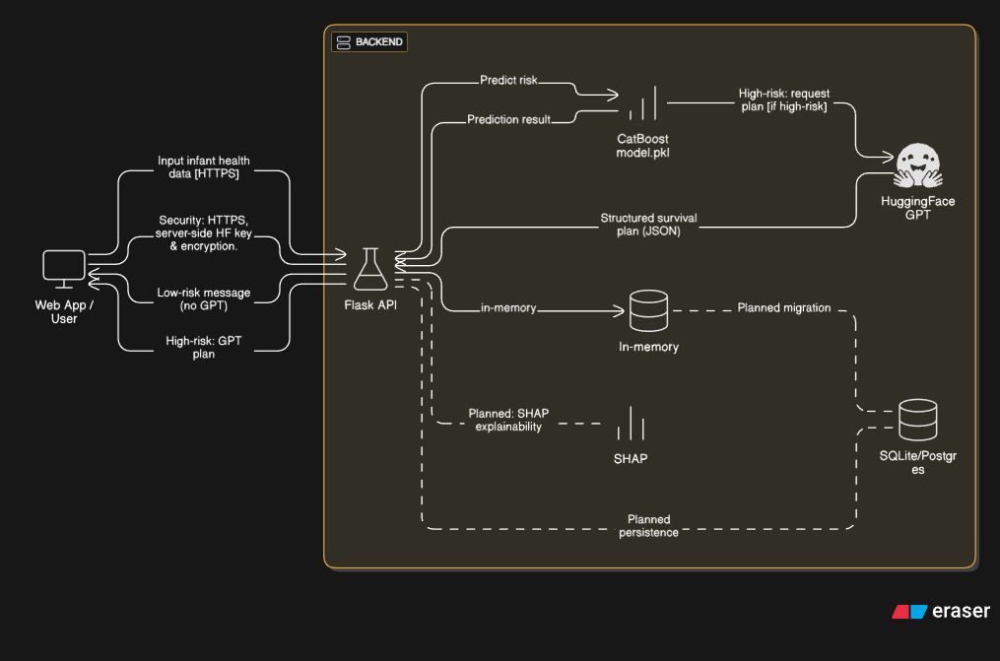 BACKEND
Predict risk
Prediction result
High-risk: request
plan [if high-risk]
CatBoost
model.pkl
HuggingFace
GPT
Input infant health
data [HTTPS]
Security: HTTPS,
server-side HF key
& encryption.
Structured survival
plan (JSON)
Web App /
User
Low-risk message
(no GPT)
Flask API
in-memory
Planned migration
In-memory
High-risk: GPT
plan
Planned: SHAP
explainability
SHAP
SQLite/Postgr
es
Planned
persistence
eraser